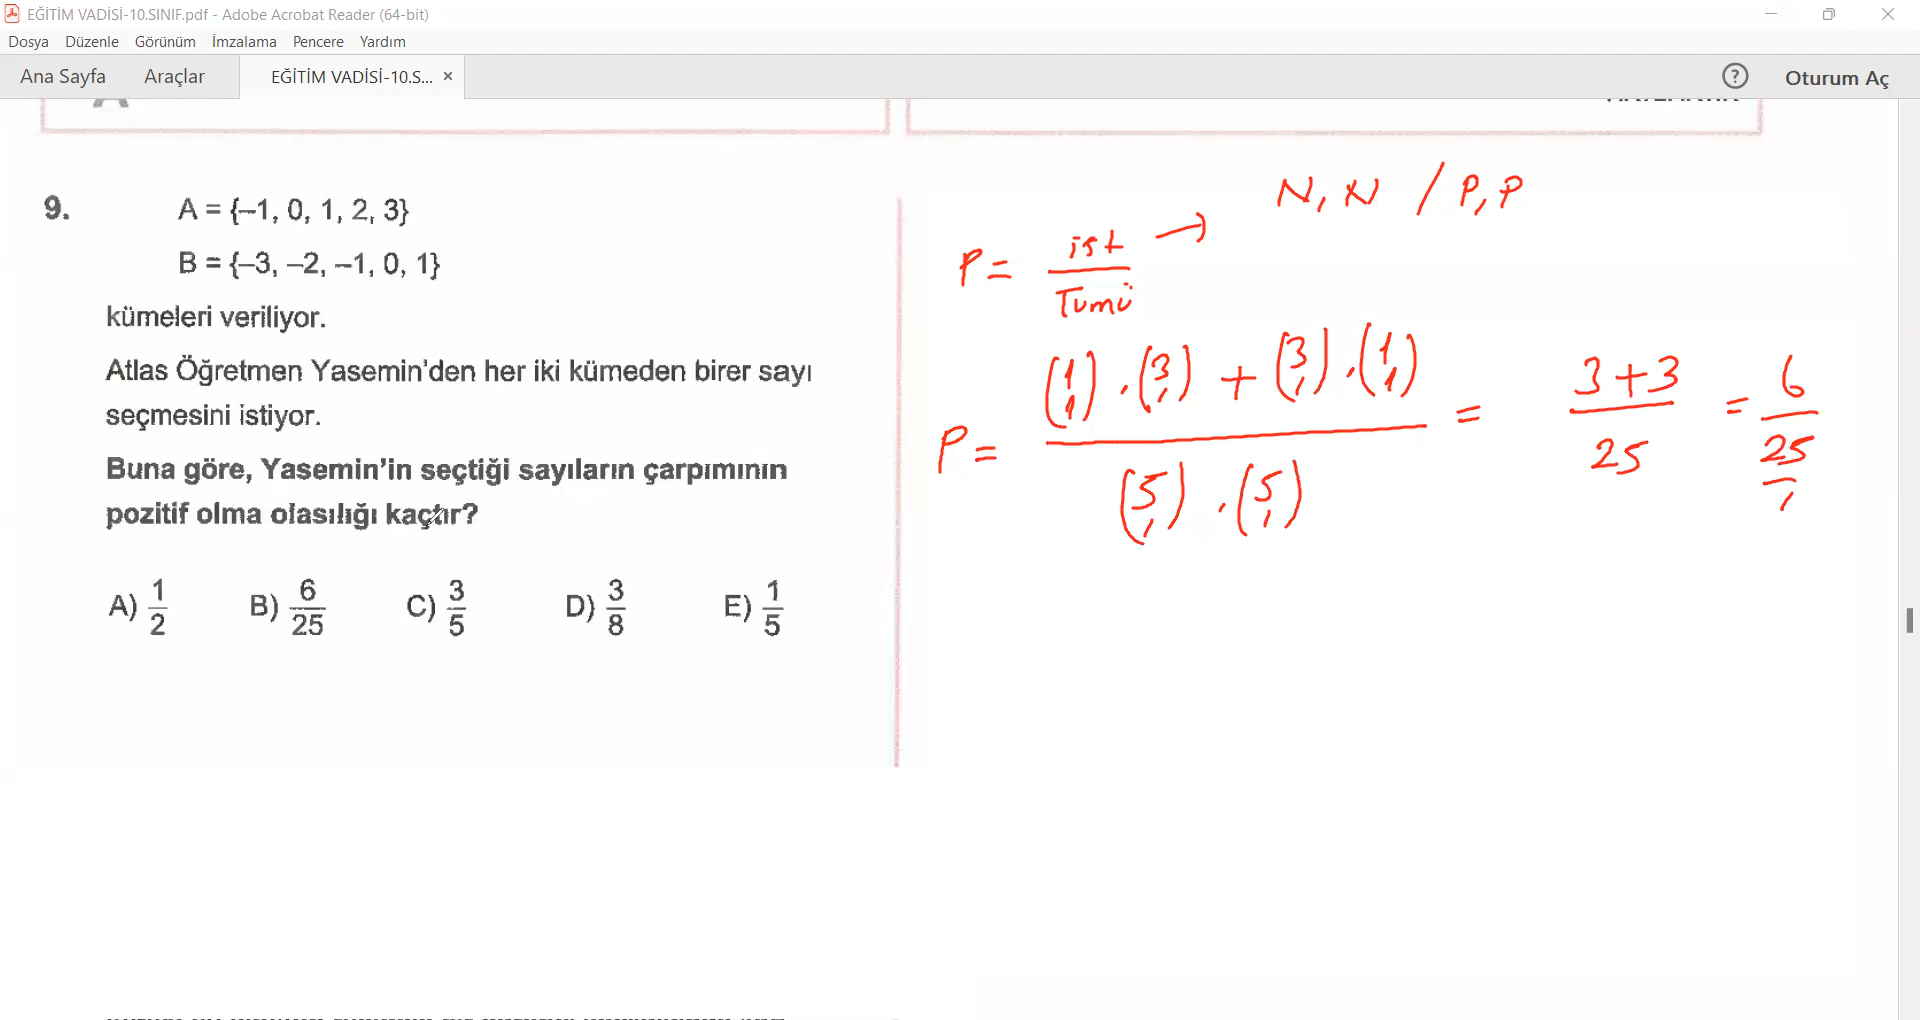 EĞİTİM VADİSİ-10.SINIF.pdf - Adobe Acrobat Reader (64-bit)
Dosya Düzenle Görünüm İmzalama Pencere Yardım
Ana Sayfa Araçlar EĞİTİM VADİSİ-10.S... × ? Oturum Aç
9. A = {–1, 0, 1, 2, 3}
B = {–3, –2, –1, 0, 1}
kümeleri veriliyor.
Atlas Öğretmen Yasemin'den her iki kümeden birer sayı
seçmesini istiyor.
Buna göre, Yasemin'in seçtiği sayıların çarpımının
pozitif olma olasılığı kaçtır?
A) 1/2 B) 6/25 C) 3/5 D) 3/8 E) 1/5
N, N / P, P
P = ist/Tümü →
P = ((1 1) . (3 1) + (3 1) . (1 1)) / ((5 1) . (5 1)) = (3+3)/25 = 6/25